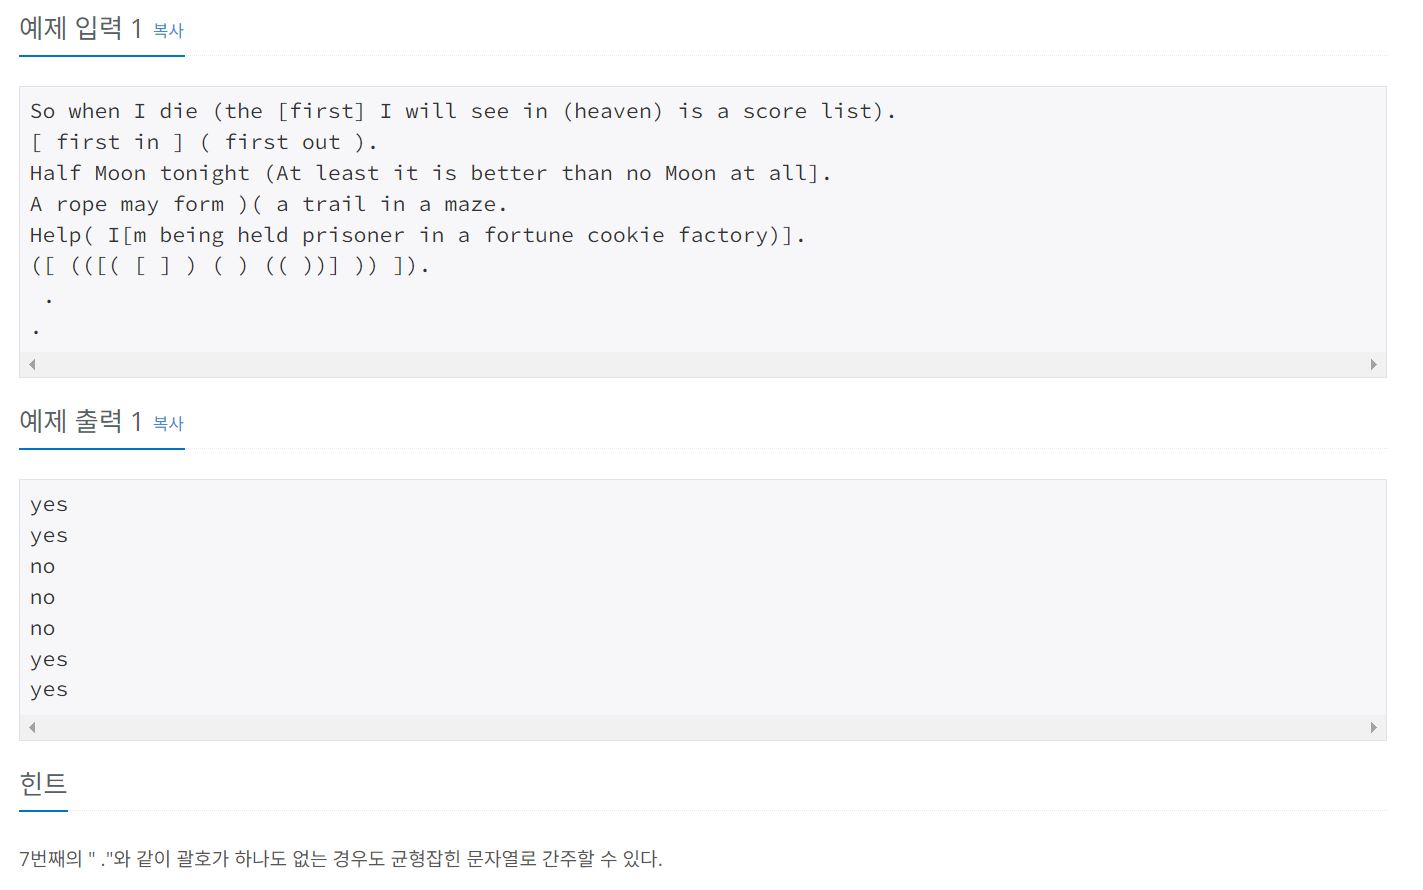 예제 입력 1 복사
So when I die (the [first] I will see in (heaven) is a score list).
[ first in ] ( first out ).
Half Moon tonight (At least it is better than no Moon at all].
A rope may form )( a trail in a maze.
Help( I[m being held prisoner in a fortune cookie factory)].
([ (([( [ ] ) ( ) (( ))] )) ]).
 .
.
예제 출력 1 복사
yes
yes
no
no
no
yes
yes
힌트
7번째의 " ."와 같이 괄호가 하나도 없는 경우도 균형잡힌 문자열로 간주할 수 있다.